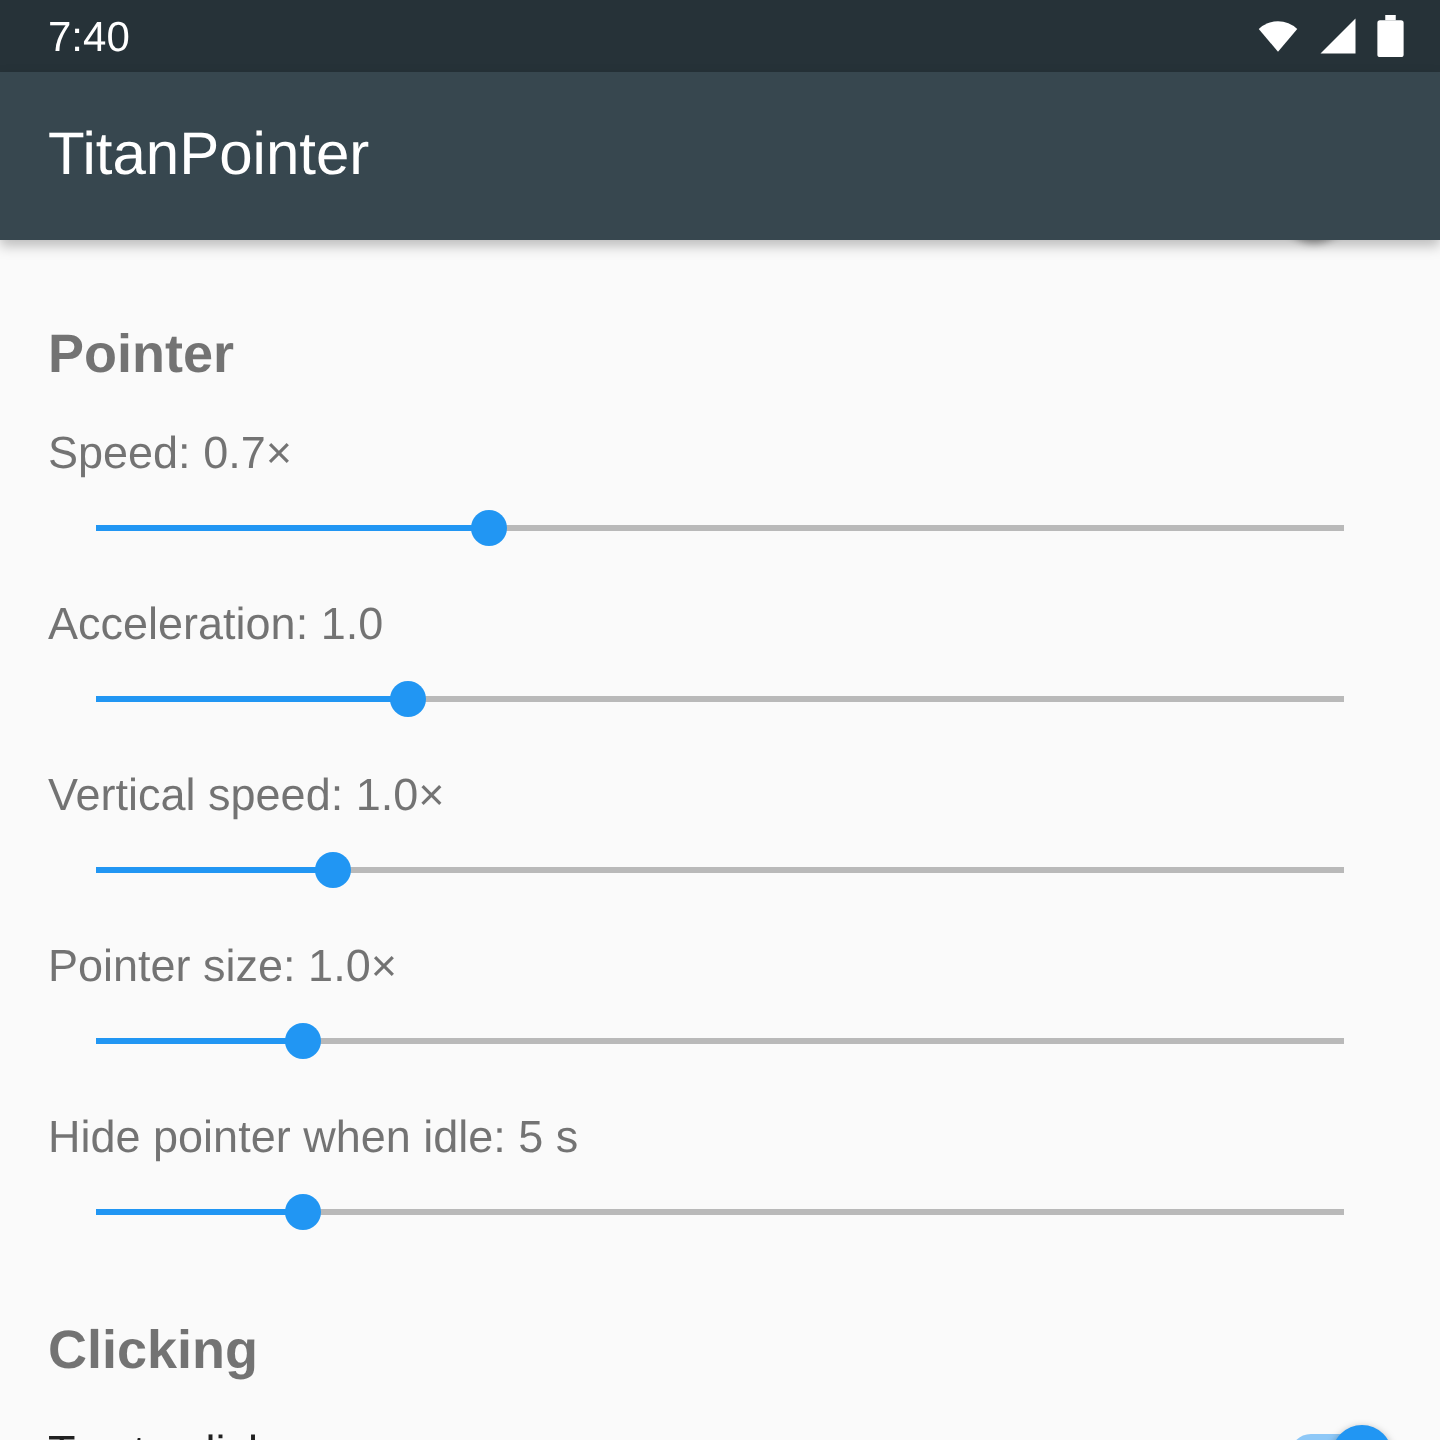 7:40
TitanPointer
Pointer
Speed: 0.7×
Acceleration: 1.0
Vertical speed: 1.0×
Pointer size: 1.0×
Hide pointer when idle: 5 s
Clicking